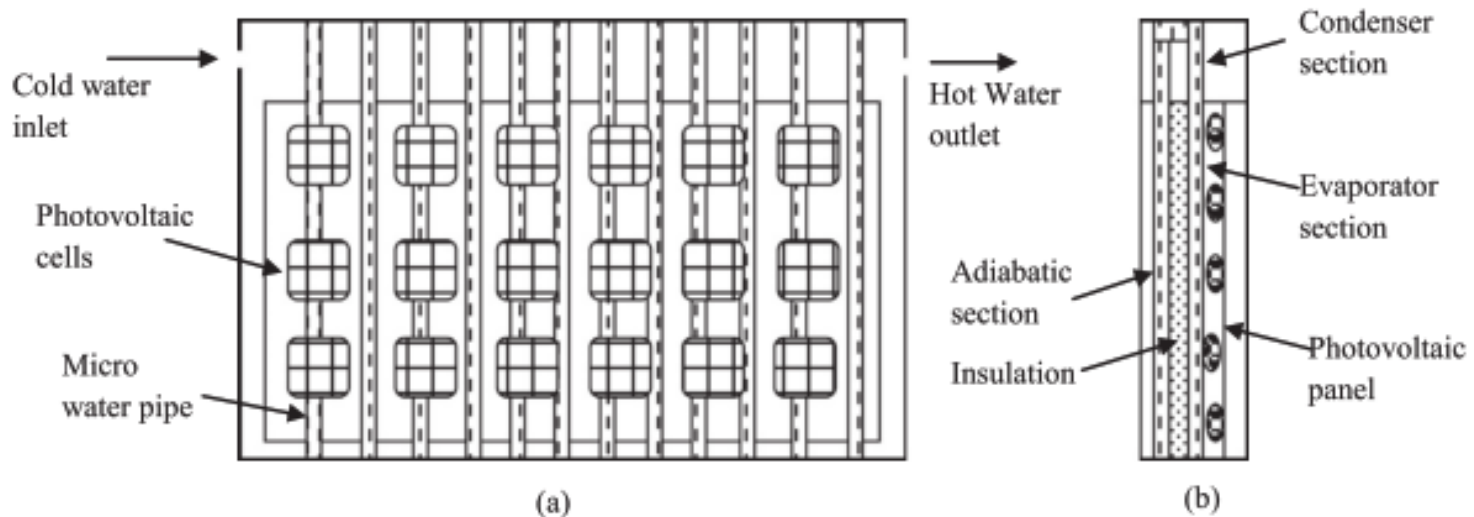 Cold water
inlet
Photovoltaic
cells
Micro
water pipe
Hot Water
outlet
(a)
Condenser
section
Evaporator
section
Adiabatic
section
Insulation
Photovoltaic
panel
(b)